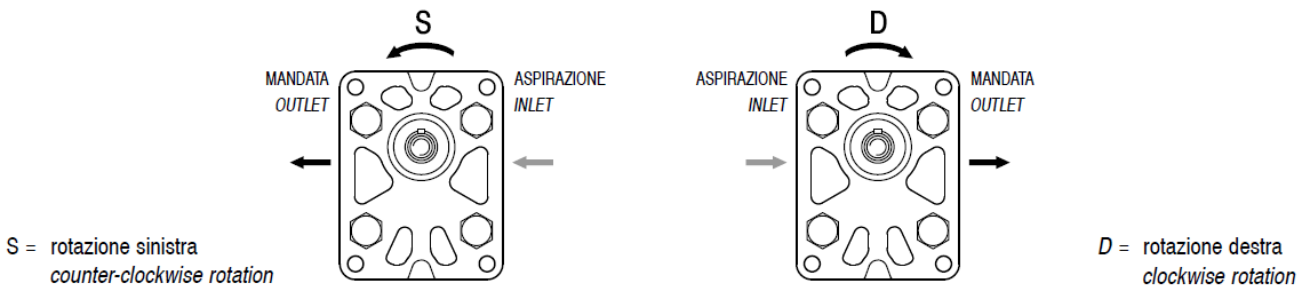 S
MANDATA
OUTLET
ASPIRAZIONE
INLET
S = rotazione sinistra
counter-clockwise rotation
D
ASPIRAZIONE
INLET
MANDATA
OUTLET
D = rotazione destra
clockwise rotation